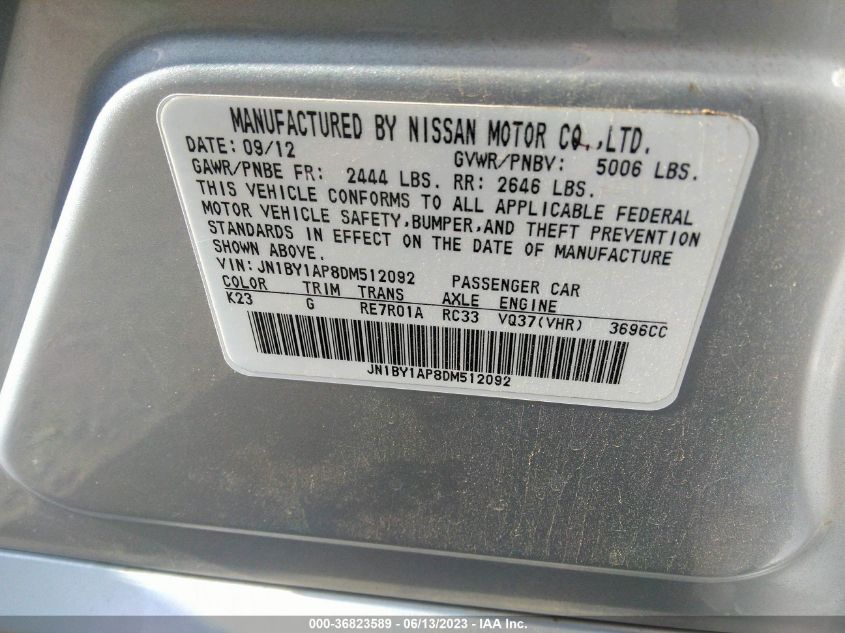 MANUFACTURED BY NISSAN MOTOR CO.,LTD.
DATE: 09/12 GVWR/PNBV: 5006 LBS.
GAWR/PNBE FR: 2444 LBS. RR: 2646 LBS.
THIS VEHICLE CONFORMS TO ALL APPLICABLE FEDERAL
MOTOR VEHICLE SAFETY,BUMPER,AND THEFT PREVENTION
STANDARDS IN EFFECT ON THE DATE OF MANUFACTURE
SHOWN ABOVE.
VIN: JN1BY1AP8DM512092 PASSENGER CAR
COLOR TRIM TRANS AXLE ENGINE
K23 G RE7R01A RC33 VQ37(VHR) 3696CC
JN1BY1AP8DM512092
000-36823589 - 06/13/2023 - IAA Inc.